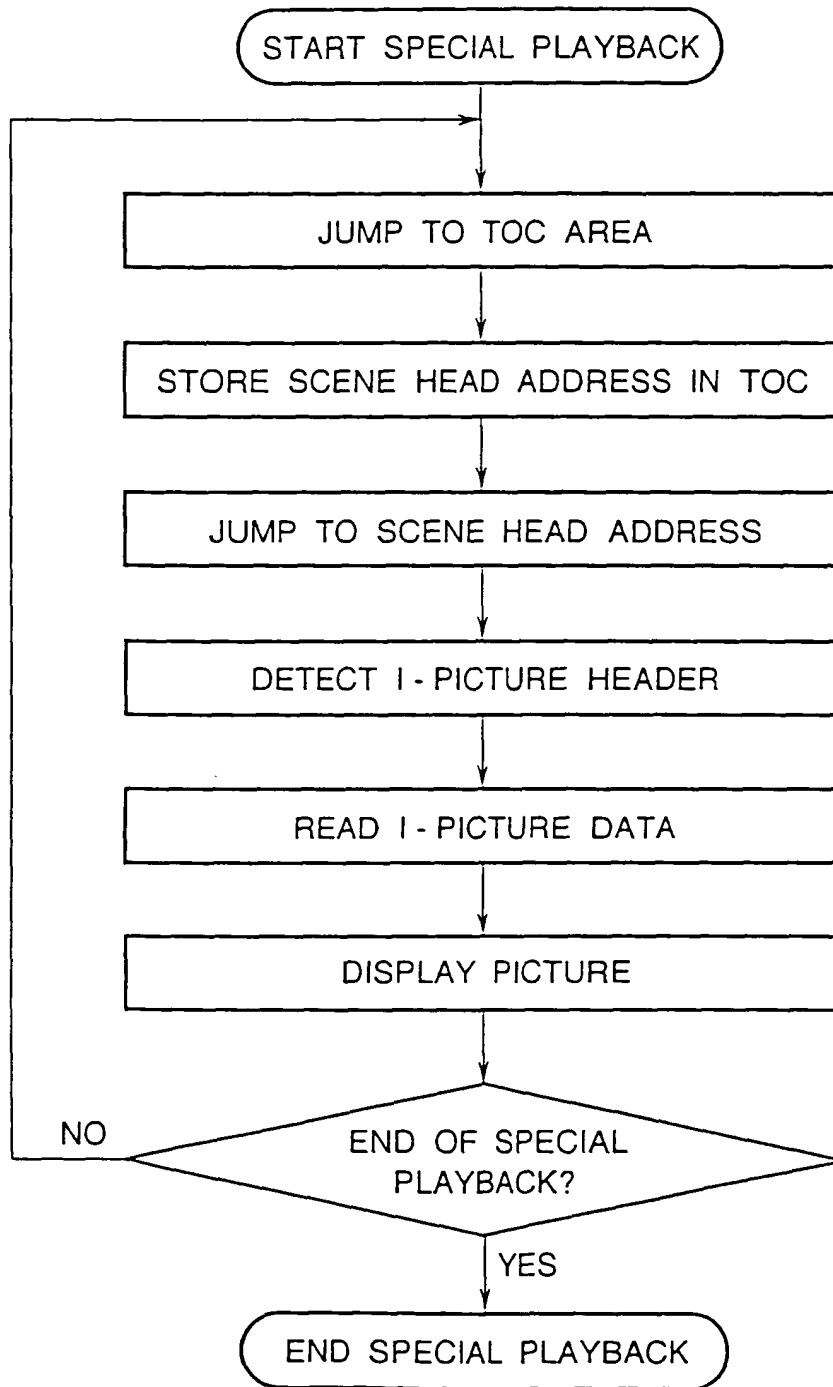 START SPECIAL PLAYBACK
JUMP TO TOC AREA
STORE SCENE HEAD ADDRESS IN TOC
JUMP TO SCENE HEAD ADDRESS
DETECT I - PICTURE HEADER
READ I - PICTURE DATA
DISPLAY PICTURE
NO
END OF SPECIAL
PLAYBACK?
YES
END SPECIAL PLAYBACK